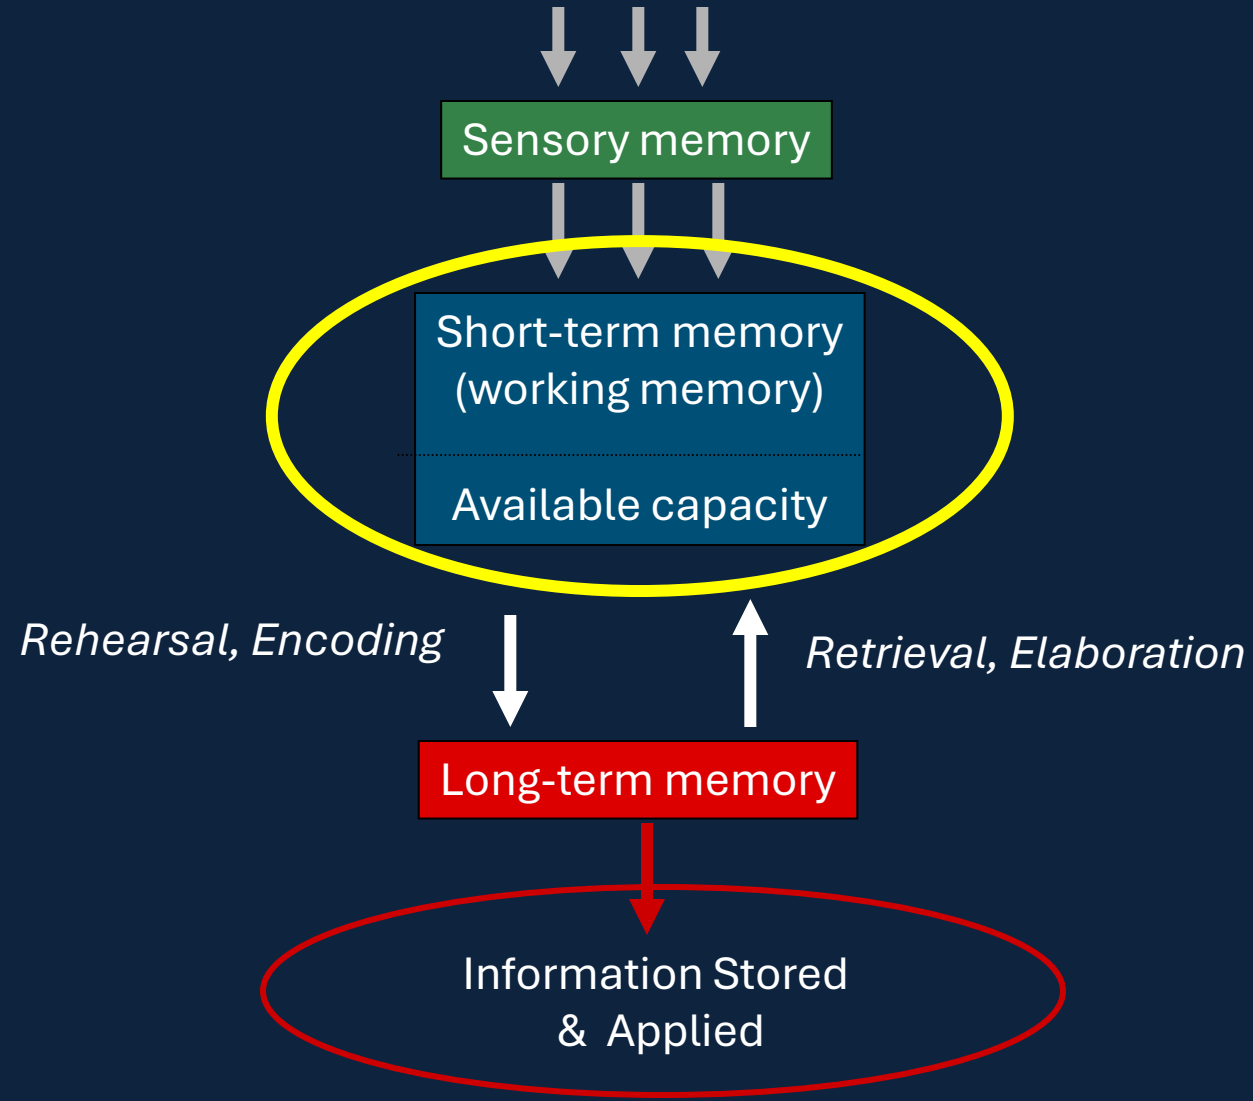 Sensory memory
Short-term memory
(working memory)
Available capacity
Rehearsal, Encoding
Retrieval, Elaboration
Long-term memory
Information Stored
& Applied